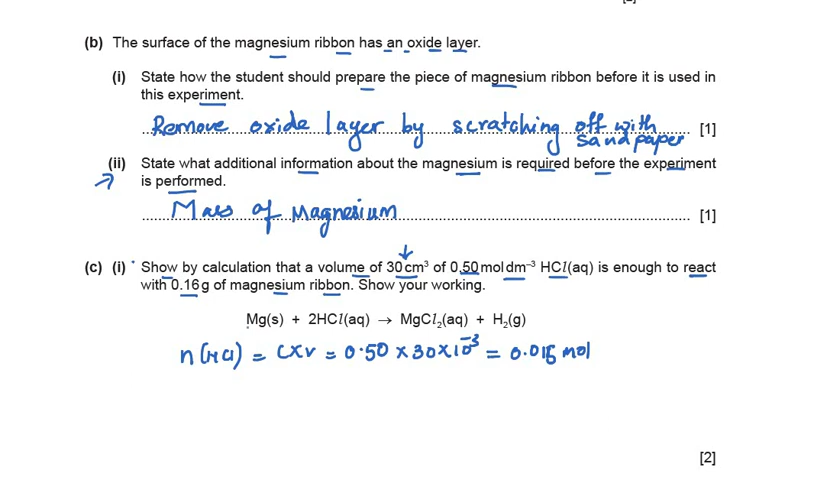 (b) The surface of the magnesium ribbon has an oxide layer.
(i) State how the student should prepare the piece of magnesium ribbon before it is used in
this experiment.
Remove oxide layer by scratching off with
sand paper [1]
(ii) State what additional information about the magnesium is required before the experiment
is performed.
Mass of Magnesium [1]
(c) (i) Show by calculation that a volume of 30 cm³ of 0.50 mol dm⁻³ HCl(aq) is enough to react
with 0.16 g of magnesium ribbon. Show your working.
Mg(s) + 2HCl(aq) → MgCl₂(aq) + H₂(g)
n(HCl) = CXV = 0.50 × 30×10⁻³ = 0.015 mol
[2]